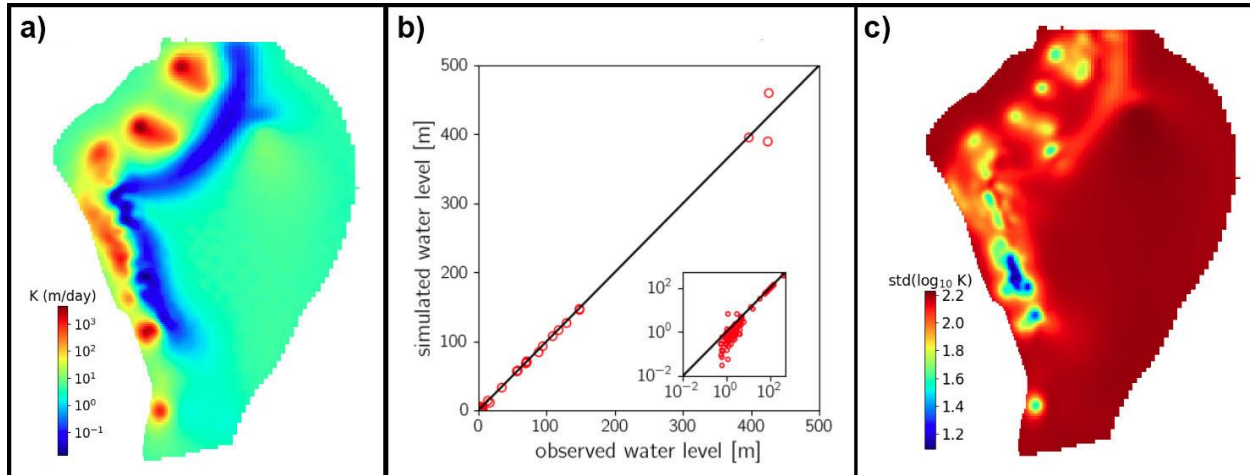 a)
K (m/day)
10³
10²
10¹
10⁰
10⁻¹
b)
simulated water level [m]
500
400
300
200
100
0
0 100 200 300 400 500
observed water level [m]
10²
10⁰
10⁻²
10⁻² 10⁰ 10²
c)
std(log₁₀ K)
2.2
2.0
1.8
1.6
1.4
1.2